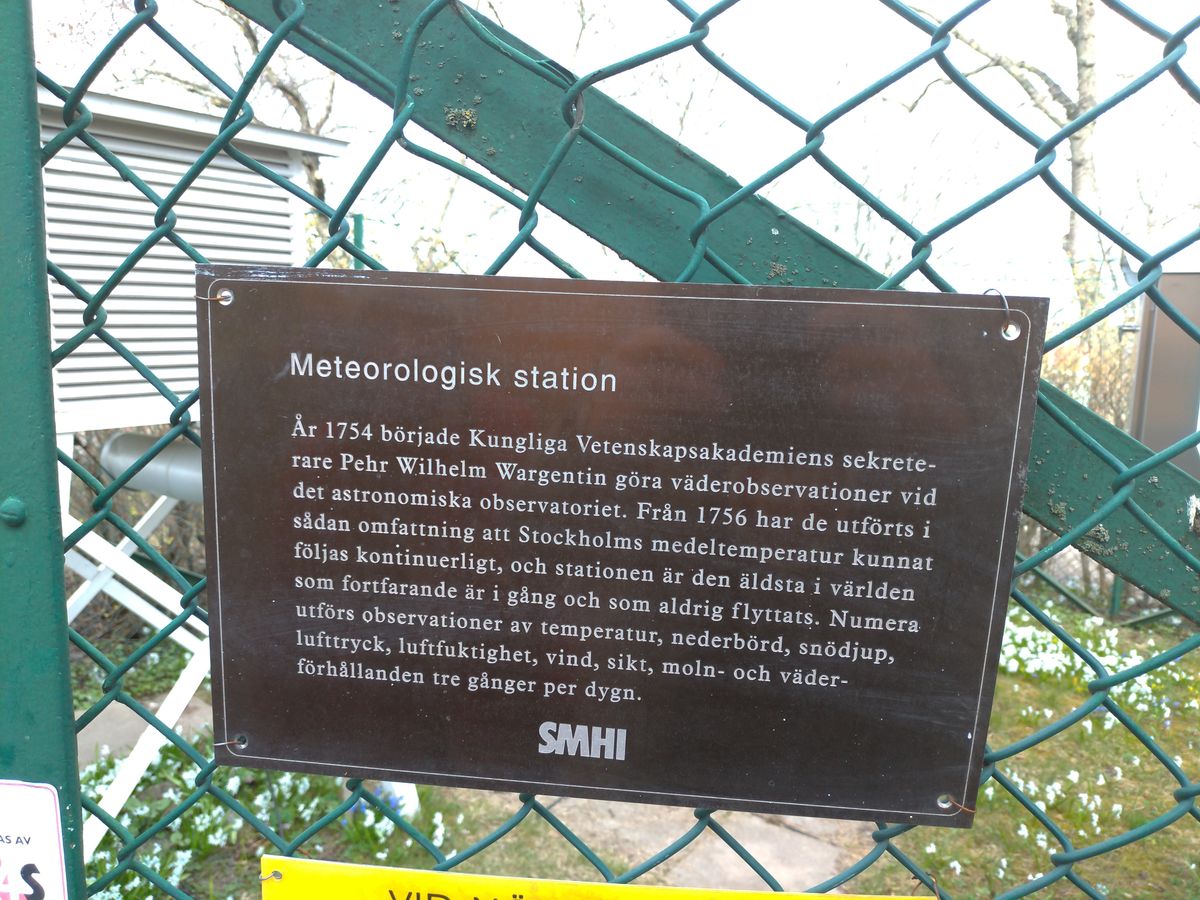 Meteorologisk station
År 1754 började Kungliga Vetenskapsakademiens sekrete-
rare Pehr Wilhelm Wargentin göra väderobservationer vid
det astronomiska observatoriet. Från 1756 har de utförts i
sådan omfattning att Stockholms medeltemperatur kunnat
följas kontinuerligt, och stationen är den äldsta i världen
som fortfarande är i gång och som aldrig flyttats. Numera
utförs observationer av temperatur, nederbörd, snödjup,
lufttryck, luftfuktighet, vind, sikt, moln- och väder-
förhållanden tre gånger per dygn.
SMHI
AV
VID